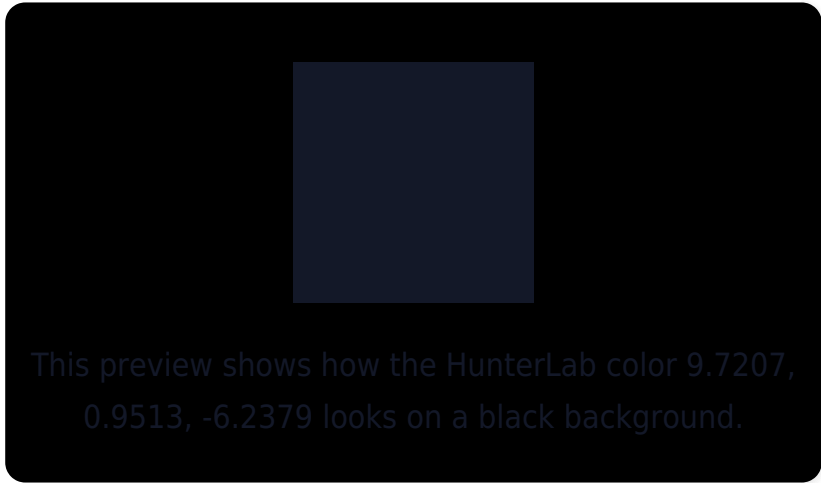 This preview shows how the HunterLab color 9.7207,
0.9513, -6.2379 looks on a black background.